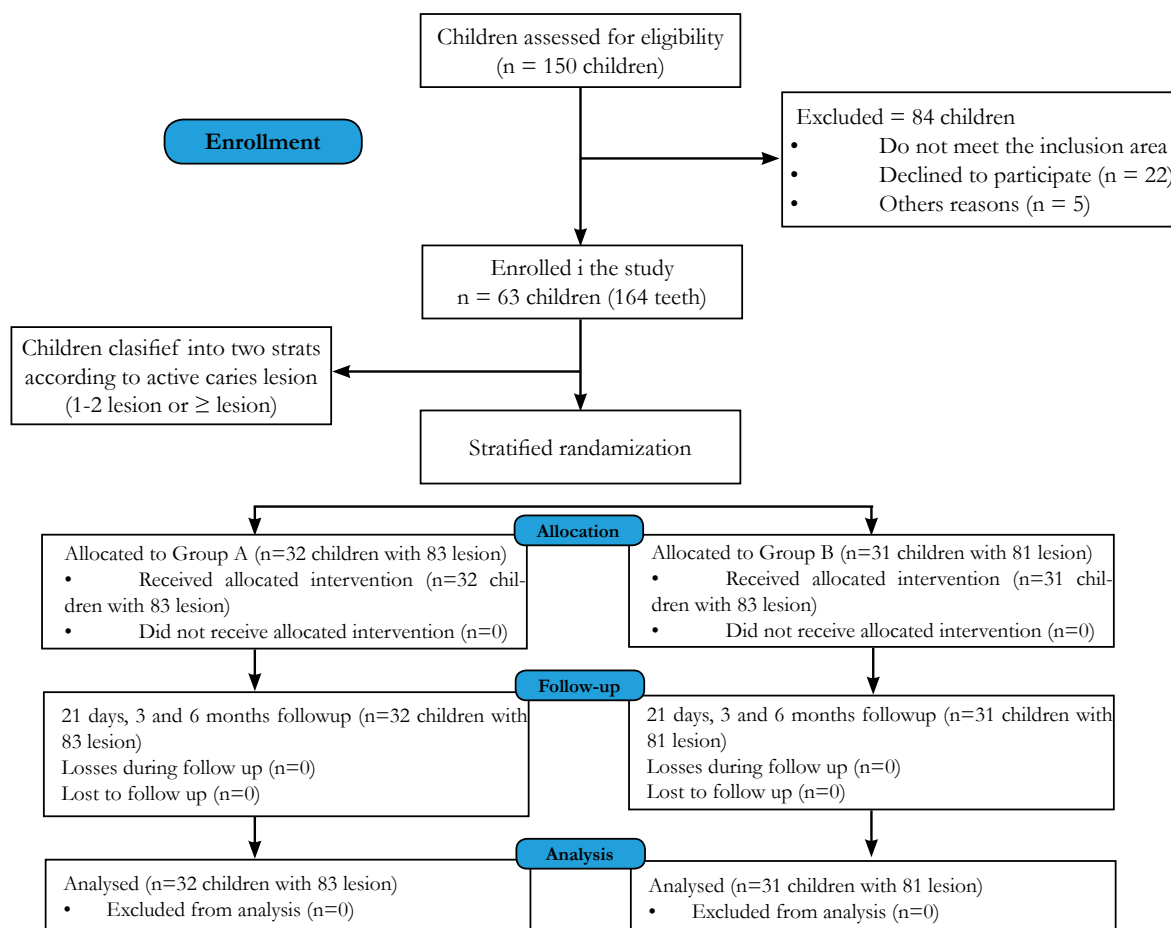 Children assessed for eligibility
(n = 150 children)
Enrollment
Excluded = 84 children
• Do not meet the inclusion area
• Declined to participate (n = 22)
• Others reasons (n = 5)
Enrolled i the study
n = 63 children (164 teeth)
Children clasifief into two strats
according to active caries lesion
(1-2 lesion or ≥ lesion)
Stratified randamization
Allocation
Allocated to Group A (n=32 children with 83 lesion)
• Received allocated intervention (n=32 chil-
dren with 83 lesion)
• Did not receive allocated intervention (n=0)
Allocated to Group B (n=31 children with 81 lesion)
• Received allocated intervention (n=31 chil-
dren with 83 lesion)
• Did not receive allocated intervention (n=0)
Follow-up
21 days, 3 and 6 months followup (n=32 children with
83 lesion)
Losses during follow up (n=0)
Lost to follow up (n=0)
21 days, 3 and 6 months followup (n=31 children with
81 lesion)
Losses during follow up (n=0)
Lost to follow up (n=0)
Analysis
Analysed (n=32 children with 83 lesion)
• Excluded from analysis (n=0)
Analysed (n=31 children with 81 lesion)
• Excluded from analysis (n=0)